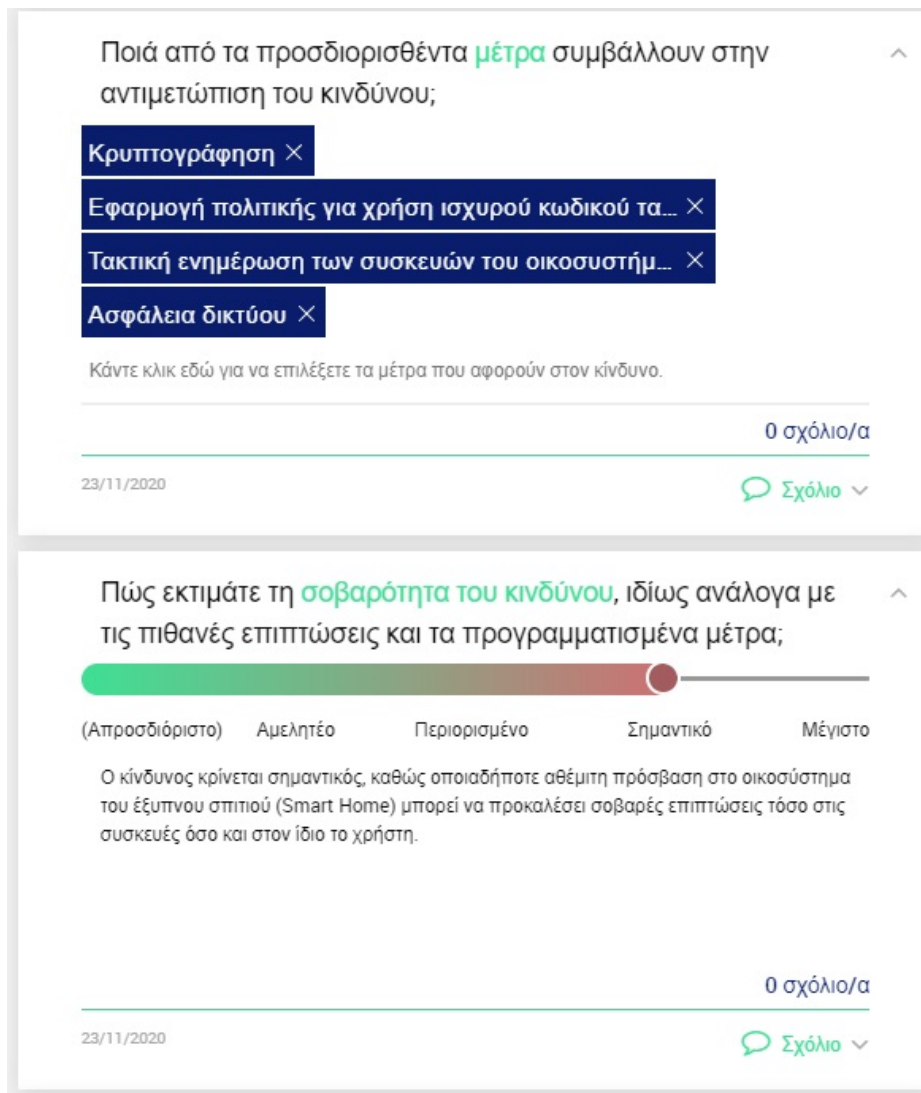 Ποιά από τα προσδιορισθέντα μέτρα συμβάλλουν στην
αντιμετώπιση του κινδύνου;
Κρυπτογράφηση ×
Εφαρμογή πολιτικής για χρήση ισχυρού κωδικού τα... ×
Τακτική ενημέρωση των συσκευών του οικοσυστήμ... ×
Ασφάλεια δικτύου ×
Κάντε κλικ εδώ για να επιλέξετε τα μέτρα που αφορούν στον κίνδυνο.
0 σχόλιο/α
23/11/2020 Σχόλιο
Πώς εκτιμάτε τη σοβαρότητα του κινδύνου, ιδίως ανάλογα με
τις πιθανές επιπτώσεις και τα προγραμματισμένα μέτρα;
(Απροσδιόριστο) Αμελητέο Περιορισμένο Σημαντικό Μέγιστο
Ο κίνδυνος κρίνεται σημαντικός, καθώς οποιαδήποτε αθέμιτη πρόσβαση στο οικοσύστημα
του έξυπνου σπιτιού (Smart Home) μπορεί να προκαλέσει σοβαρές επιπτώσεις τόσο στις
συσκευές όσο και στον ίδιο το χρήστη.
0 σχόλιο/α
23/11/2020 Σχόλιο